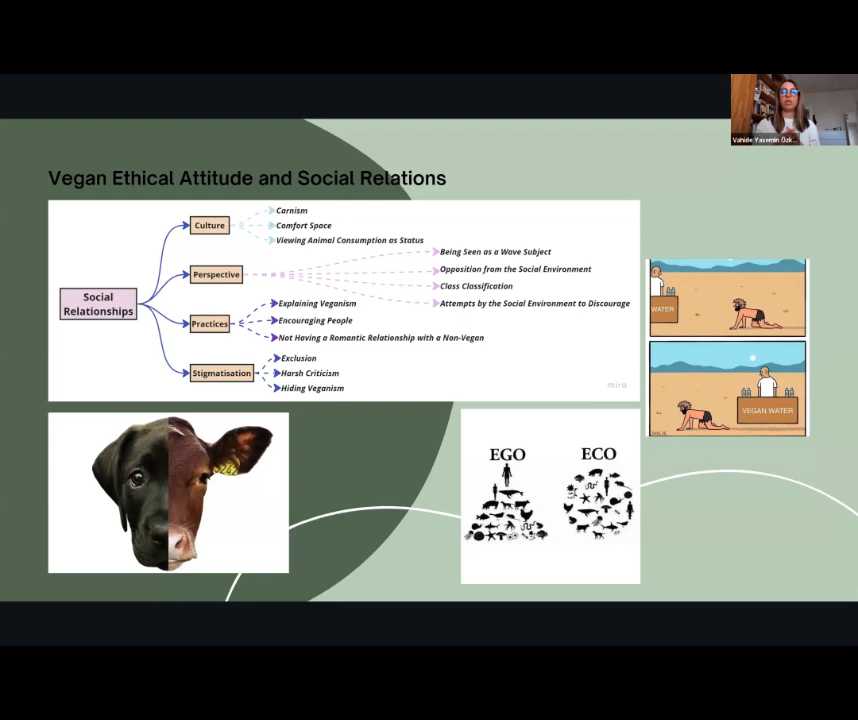 Vahide Yasemin Özk...
Vegan Ethical Attitude and Social Relations
Social
Relationships
Culture
Carnism
Comfort Space
Viewing Animal Consumption as Status
Perspective
Being Seen as a Wave Subject
Opposition from the Social Environment
Class Classification
Attempts by the Social Environment to Discourage
Practices
Explaining Veganism
Encouraging People
Not Having a Romantic Relationship with a Non-Vegan
Stigmatisation
Exclusion
Harsh Criticism
Hiding Veganism
miro
WATER
VEGAN WATER
EGO
ECO